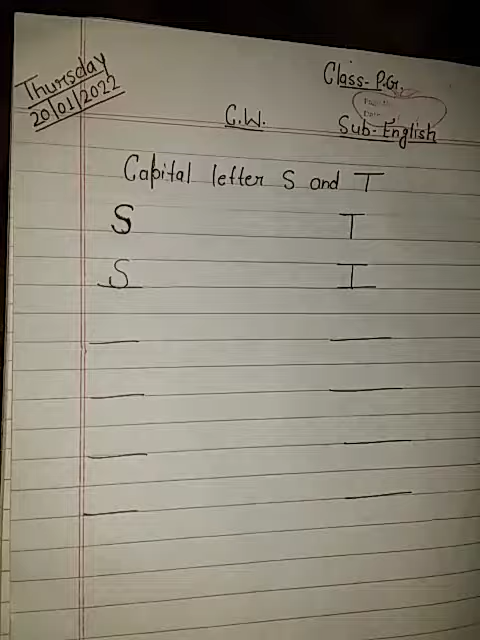 Thursday
20/01/2022
Class- P.G.
C.W.
Sub- English
Capital letter S and T
S T
S T